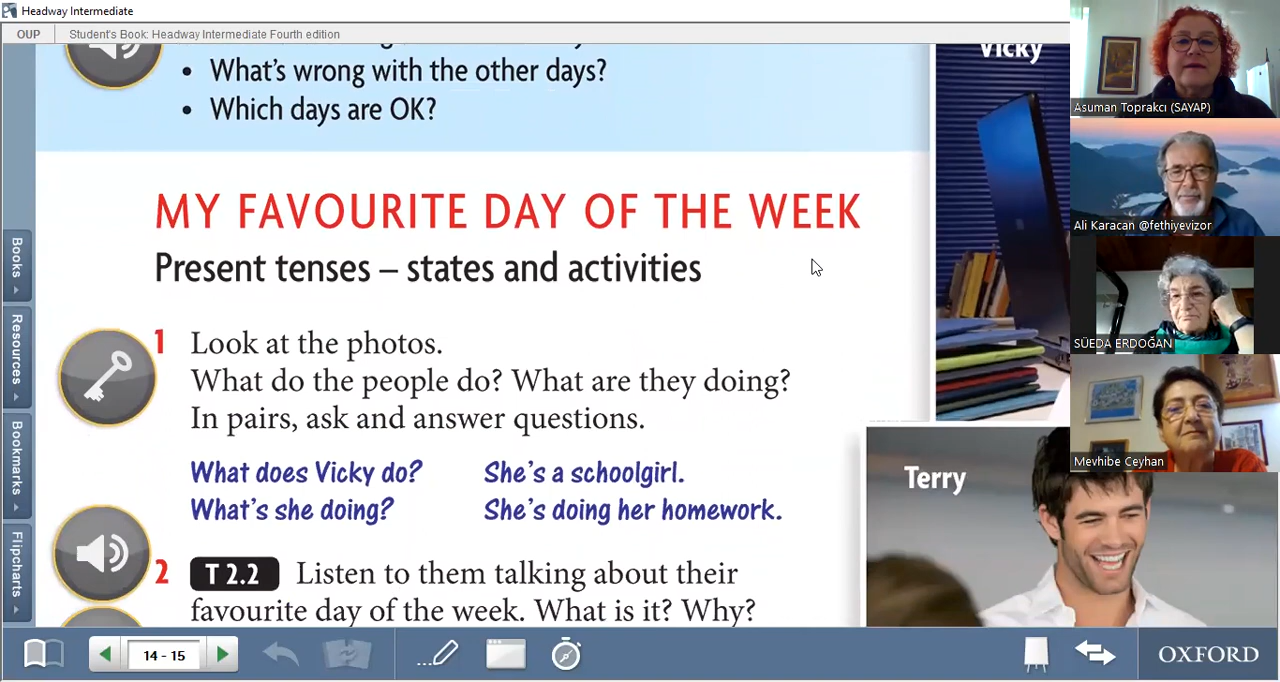 Headway Intermediate
OUP
Student's Book: Headway Intermediate Fourth edition
• What's wrong with the other days?
• Which days are OK?
MY FAVOURITE DAY OF THE WEEK
Present tenses – states and activities
1 Look at the photos.
What do the people do? What are they doing?
In pairs, ask and answer questions.
What does Vicky do? She's a schoolgirl.
What's she doing? She's doing her homework.
2 T 2.2 Listen to them talking about their
favourite day of the week. What is it? Why?
Vicky
Terry
Books
Resources
Bookmarks
Flipcharts
14 - 15
OXFORD
Asuman Toprakcı (SAYAP)
Ali Karacan @fethiyevizor
SÜEDA ERDOĞAN
Mevhibe Ceyhan